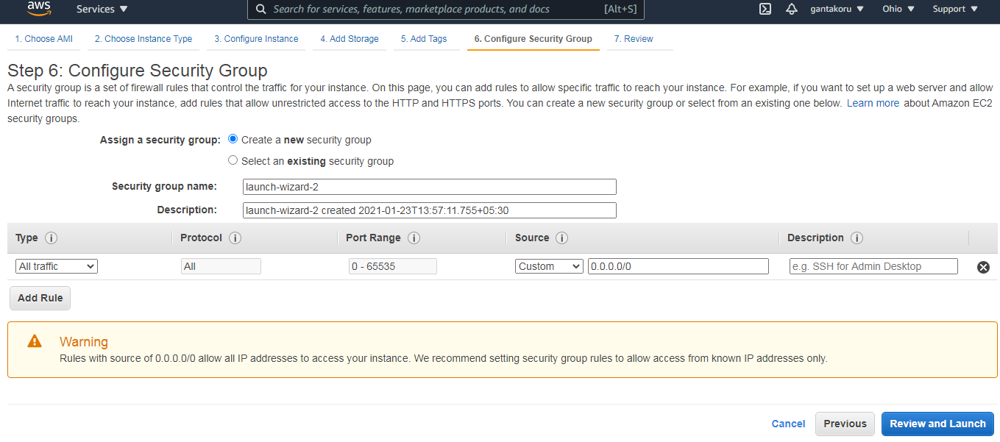 aws Services Search for services, features, marketplace products, and docs [Alt+S] gantakoru Ohio Support
1. Choose AMI 2. Choose Instance Type 3. Configure Instance 4. Add Storage 5. Add Tags 6. Configure Security Group 7. Review
Step 6: Configure Security Group
A security group is a set of firewall rules that control the traffic for your instance. On this page, you can add rules to allow specific traffic to reach your instance. For example, if you want to set up a web server and allow
Internet traffic to reach your instance, add rules that allow unrestricted access to the HTTP and HTTPS ports. You can create a new security group or select from an existing one below. Learn more about Amazon EC2
security groups.
Assign a security group: Create a new security group
Select an existing security group
Security group name: launch-wizard-2
Description: launch-wizard-2 created 2021-01-23T13:57:11.755+05:30
Type i Protocol i Port Range i Source i Description i
All traffic All 0 - 65535 Custom 0.0.0.0/0 e.g. SSH for Admin Desktop
Add Rule
Warning
Rules with source of 0.0.0.0/0 allow all IP addresses to access your instance. We recommend setting security group rules to allow access from known IP addresses only.
Cancel Previous Review and Launch